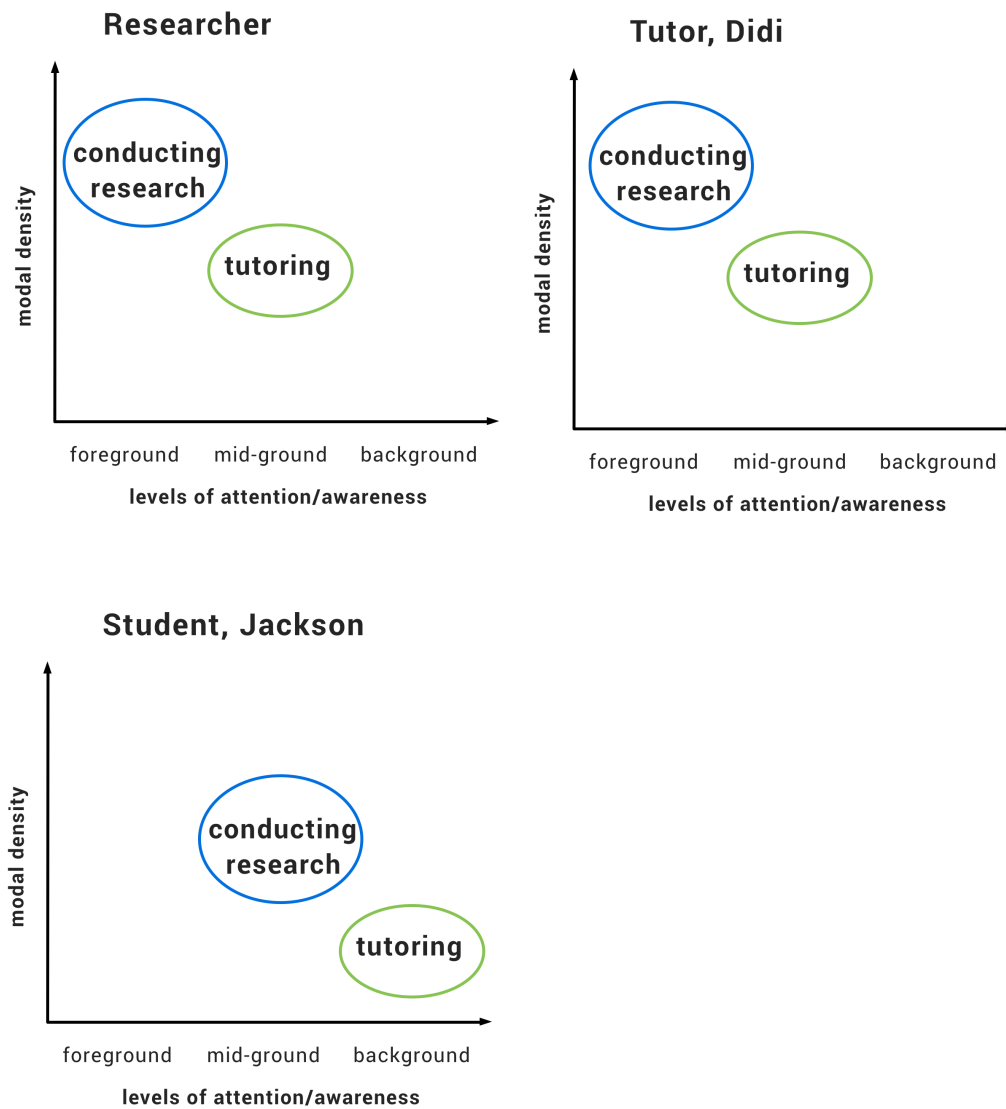 Researcher
modal density
conducting
research
tutoring
foreground mid-ground background
levels of attention/awareness
Tutor, Didi
modal density
conducting
research
tutoring
foreground mid-ground background
levels of attention/awareness
Student, Jackson
modal density
conducting
research
tutoring
foreground mid-ground background
levels of attention/awareness